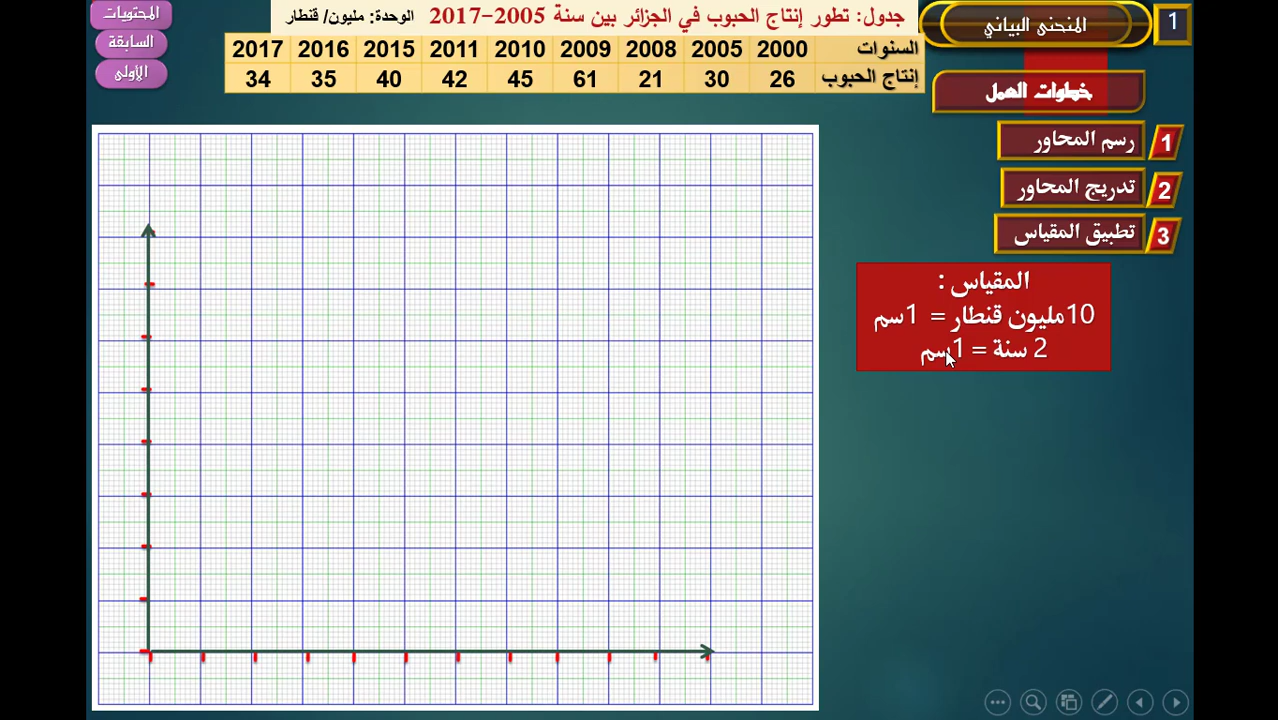 1
المنحنى البياني
خطوات العمل
1 رسم المحاور
2 تدريج المحاور
3 تطبيق المقياس
المقياس :
10مليون قنطار = 1سم
2 سنة = 1سم
جدول: تطور إنتاج الحبوب في الجزائر بين سنة 2005-2017 الوحدة: مليون/ قنطار
السنوات 2000 2005 2008 2009 2010 2011 2015 2016 2017
إنتاج الحبوب 26 30 21 61 45 42 40 35 34
المحتويات
السابقة
الاولى